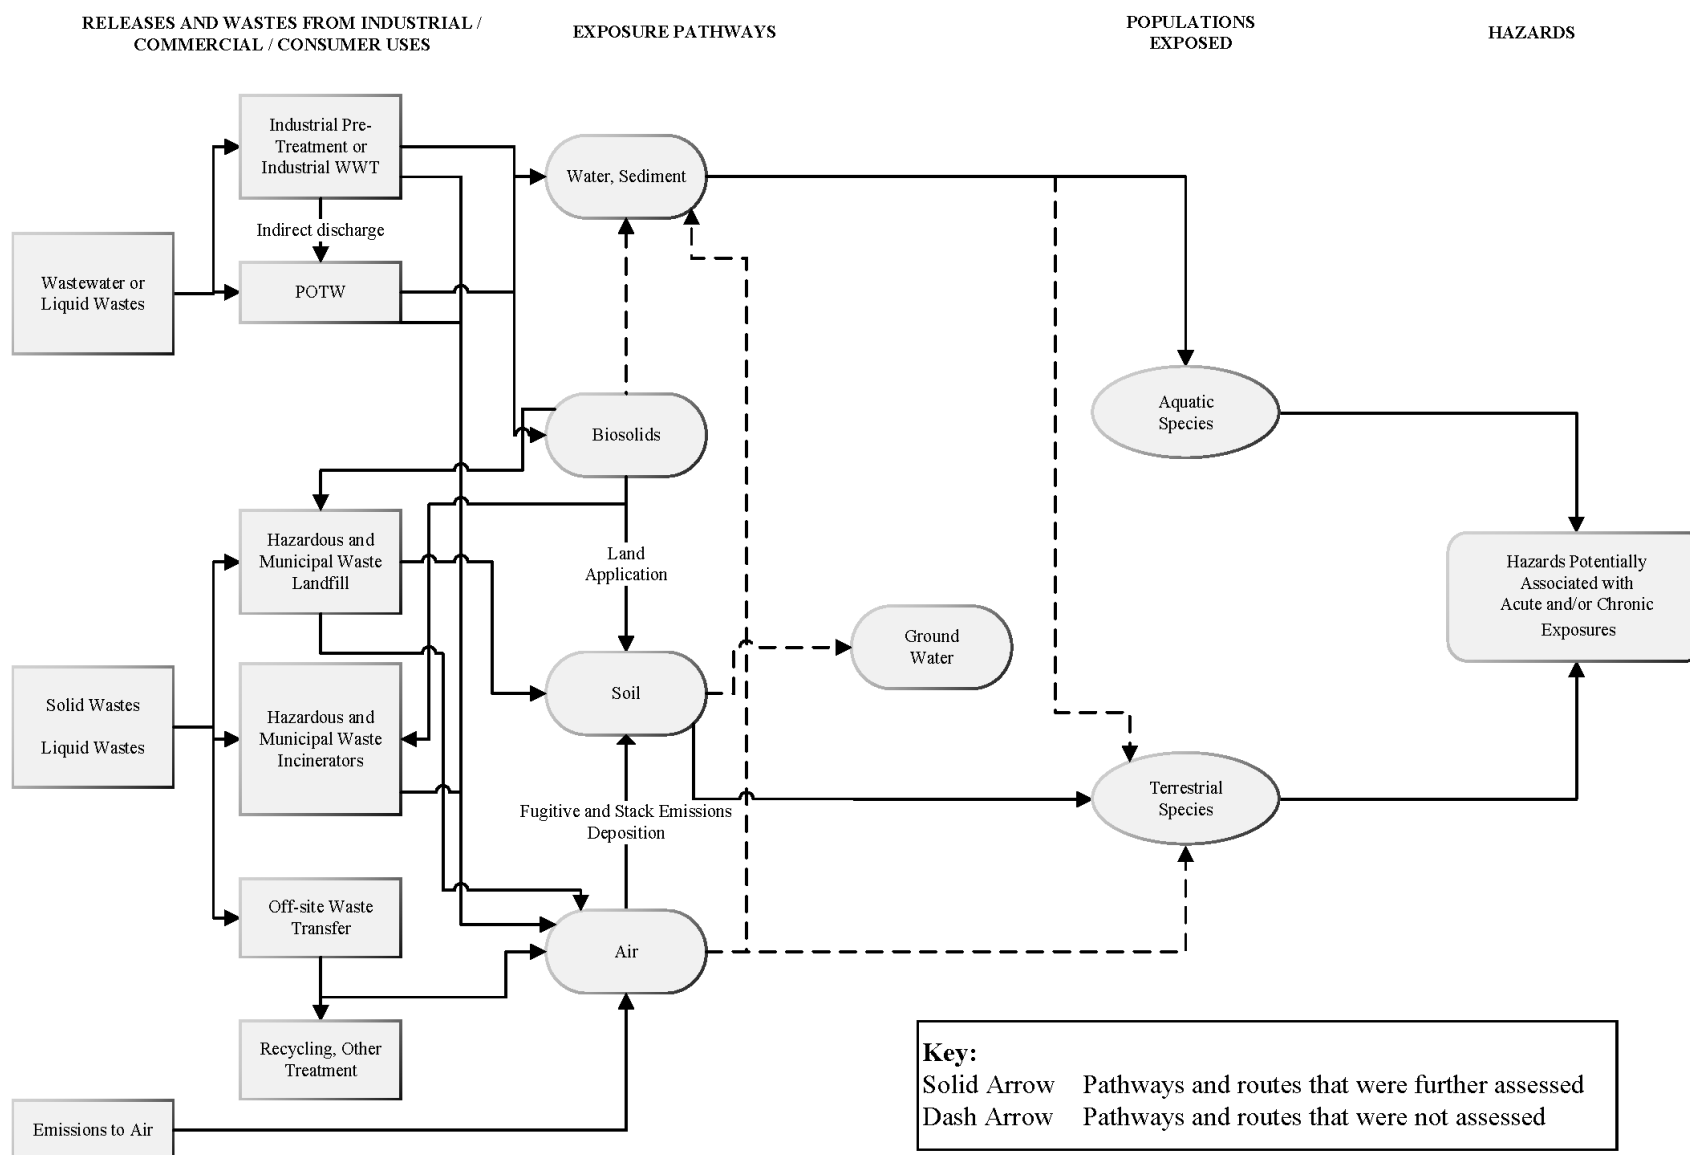 RELEASES AND WASTES FROM INDUSTRIAL /
COMMERCIAL / CONSUMER USES
EXPOSURE PATHWAYS
POPULATIONS
EXPOSED
HAZARDS
Industrial Pre-
Treatment or
Industrial WWT
Indirect discharge
POTW
Wastewater or
Liquid Wastes
Water, Sediment
Biosolids
Aquatic
Species
Hazardous and
Municipal Waste
Landfill
Land
Application
Hazards Potentially
Associated with
Acute and/or Chronic
Exposures
Ground
Water
Soil
Solid Wastes
Liquid Wastes
Hazardous and
Municipal Waste
Incinerators
Terrestrial
Species
Fugitive and Stack Emissions
Deposition
Off-site Waste
Transfer
Air
Recycling, Other
Treatment
Emissions to Air
Key:
Solid Arrow Pathways and routes that were further assessed
Dash Arrow Pathways and routes that were not assessed